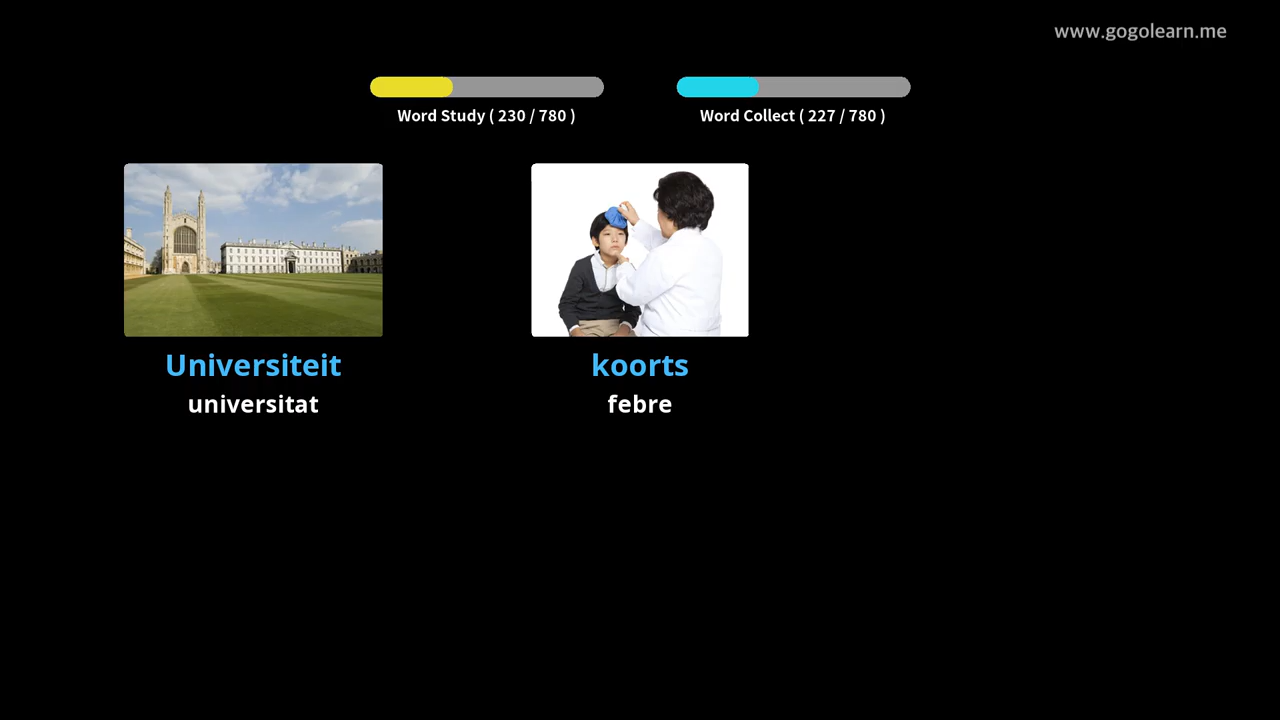 www.gogolearn.me
Word Study ( 230 / 780 )
Word Collect ( 227 / 780 )
Universiteit
universitat
koorts
febre